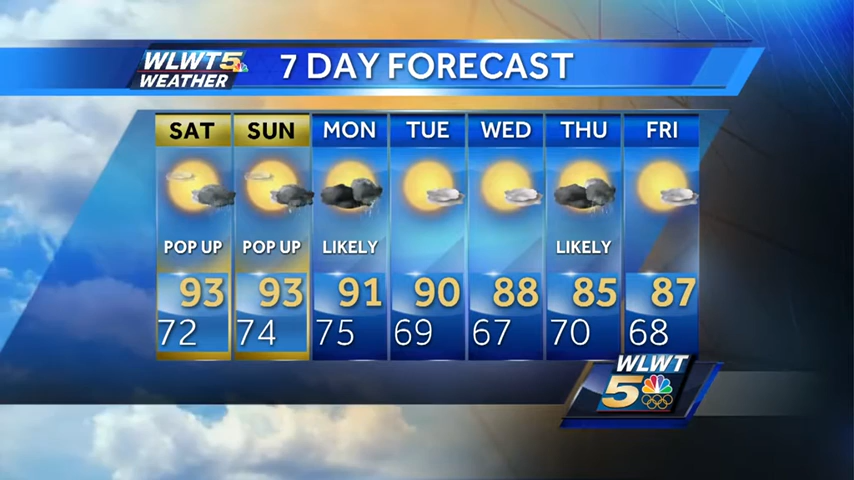 WLWT5
WEATHER
7 DAY FORECAST
SAT SUN MON TUE WED THU FRI
POP UP POP UP LIKELY LIKELY
93 93 91 90 88 85 87
72 74 75 69 67 70 68
WLWT
5